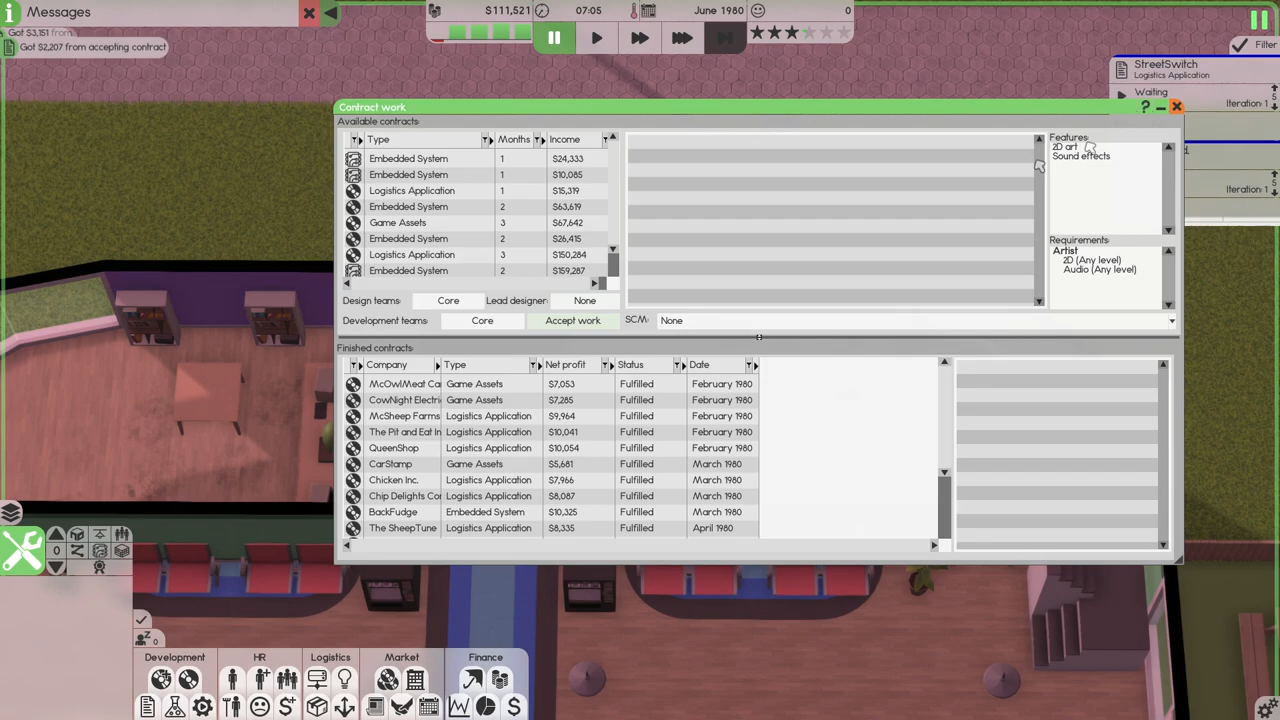 Messages
Got $3,151 from
Got $2,207 from accepting contract
$111,521
07:05
June 1980
0
Filter
StreetSwitch
Logistics Application
Waiting
Iteration: 1
5
Iteration: 1
5
Contract work
?
Available contracts:
Type Months Income
Embedded System 1 $24,333
Embedded System 1 $10,085
Logistics Application 1 $15,319
Embedded System 2 $63,619
Game Assets 3 $67,642
Embedded System 2 $26,415
Logistics Application 3 $150,284
Embedded System 2 $159,287
Features:
2D art
Sound effects
Requirements:
Artist
2D (Any level)
Audio (Any level)
Design teams: Core Lead designer: None
Development teams: Core Accept work SCM: None
Finished contracts:
Company Type Net profit Status Date
McOwlMeat Ca Game Assets $7,053 Fulfilled February 1980
CowNight Electri Game Assets $7,285 Fulfilled February 1980
McSheep Farms Logistics Application $9,964 Fulfilled February 1980
The Pit and Eat In Logistics Application $10,041 Fulfilled February 1980
QueenShop Logistics Application $10,054 Fulfilled February 1980
CarStamp Game Assets $5,681 Fulfilled March 1980
Chicken Inc. Logistics Application $7,966 Fulfilled March 1980
Chip Delights Cor Logistics Application $8,087 Fulfilled March 1980
BackFudge Embedded System $10,325 Fulfilled March 1980
The SheepTune Logistics Application $8,335 Fulfilled April 1980
0
Z 0
Development HR Logistics Market Finance